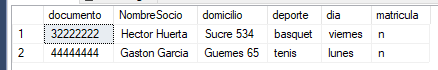 documento NombreSocio domicilio deporte dia matricula
1 32222222 Hector Huerta Sucre 534 basquet viernes n
2 44444444 Gaston Garcia Guemes 65 tenis lunes n